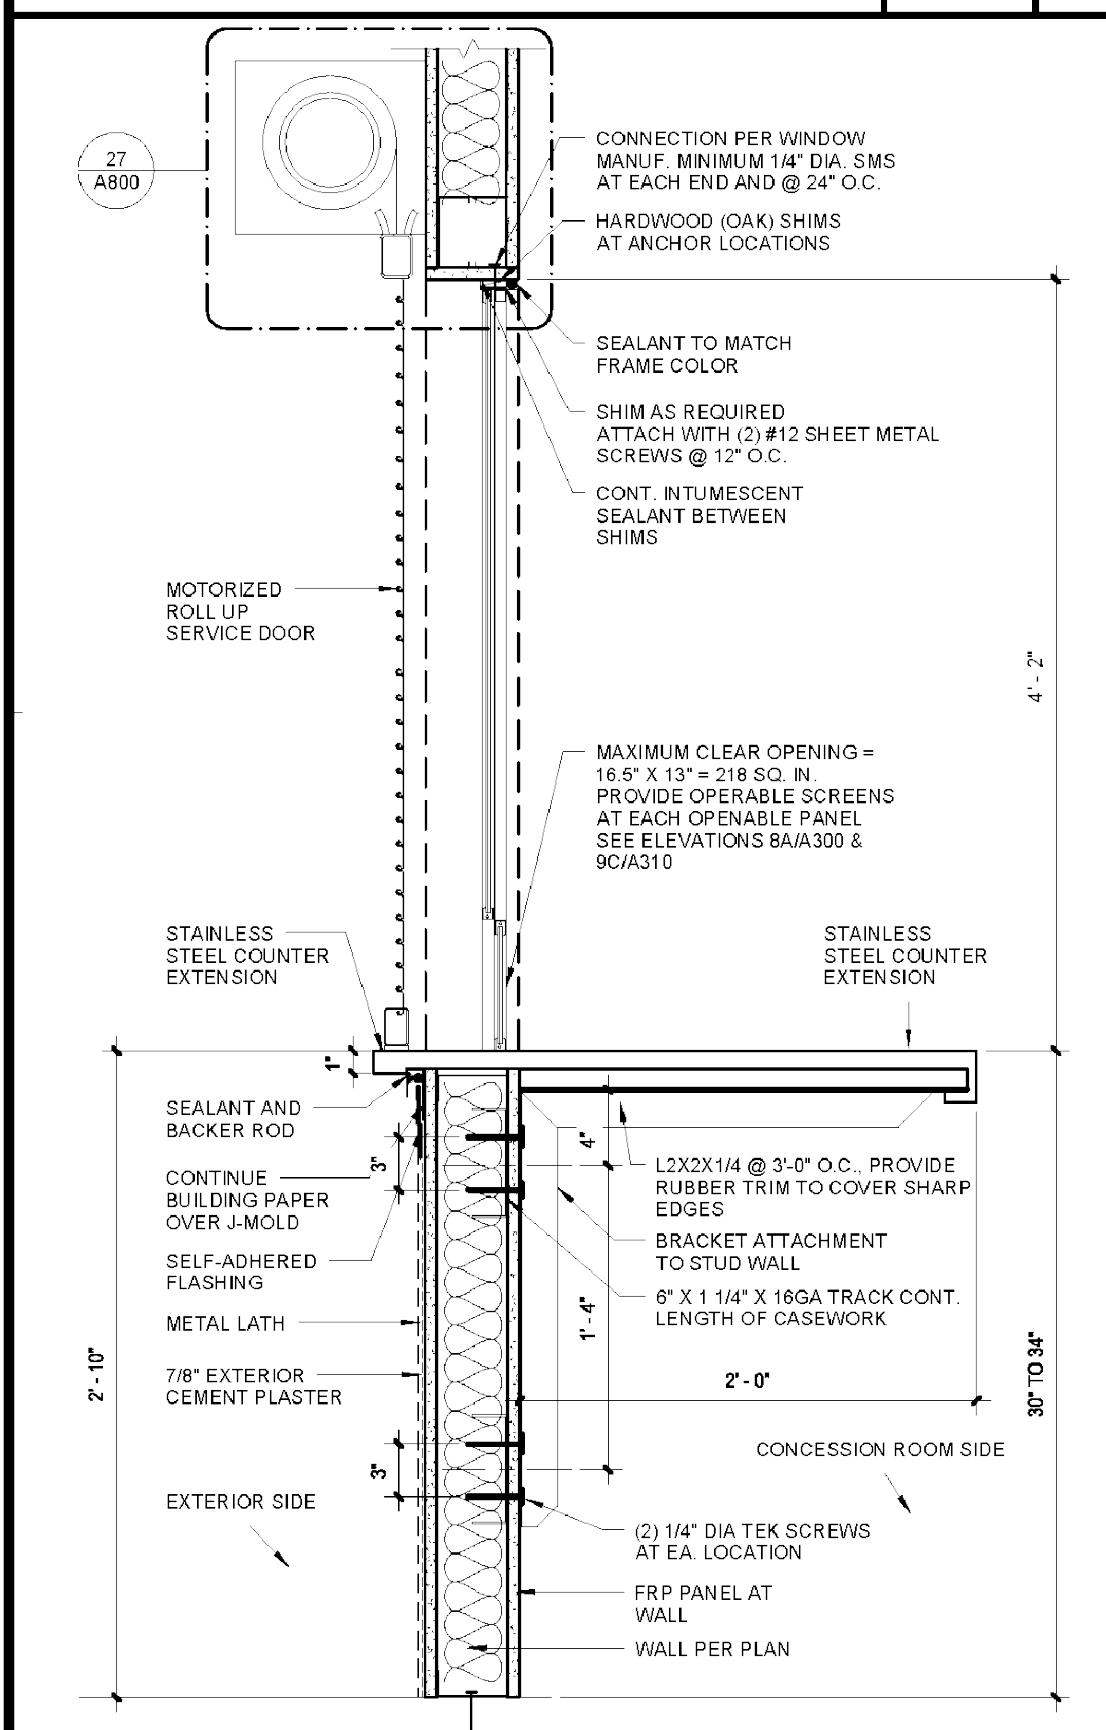 27
A800
CONNECTION PER WINDOW
MANUF. MINIMUM 1/4" DIA. SMS
AT EACH END AND @ 24" O.C.
HARDWOOD (OAK) SHIMS
AT ANCHOR LOCATIONS
SEALANT TO MATCH
FRAME COLOR
SHIM AS REQUIRED
ATTACH WITH (2) #12 SHEET METAL
SCREWS @ 12" O.C.
CONT. INTUMESCENT
SEALANT BETWEEN
SHIMS
MOTORIZED
ROLL UP
SERVICE DOOR
4' - 2"
MAXIMUM CLEAR OPENING =
16.5" X 13" = 218 SQ. IN.
PROVIDE OPERABLE SCREENS
AT EACH OPENABLE PANEL
SEE ELEVATIONS 8A/A300 &
9C/A310
STAINLESS
STEEL COUNTER
EXTENSION
STAINLESS
STEEL COUNTER
EXTENSION
1"
SEALANT AND
BACKER ROD
3"
4"
CONTINUE
BUILDING PAPER
OVER J-MOLD
L2X2X1/4 @ 3'-0" O.C., PROVIDE
RUBBER TRIM TO COVER SHARP
EDGES
SELF-ADHERED
FLASHING
BRACKET ATTACHMENT
TO STUD WALL
METAL LATH
6" X 1 1/4" X 16GA TRACK CONT.
LENGTH OF CASEWORK
1' - 4"
7/8" EXTERIOR
CEMENT PLASTER
2' - 10"
2' - 0"
30" TO 34"
CONCESSION ROOM SIDE
3"
EXTERIOR SIDE
(2) 1/4" DIA TEK SCREWS
AT EA. LOCATION
FRP PANEL AT
WALL
WALL PER PLAN